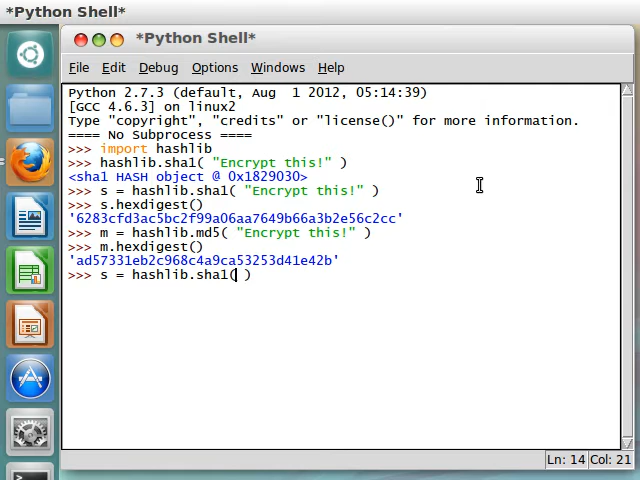 *Python Shell*
*Python Shell*
File Edit Debug Options Windows Help
Python 2.7.3 (default, Aug  1 2012, 05:14:39)
[GCC 4.6.3] on linux2
Type "copyright", "credits" or "license()" for more information.
==== No Subprocess ====
>>> import hashlib
>>> hashlib.sha1( "Encrypt this!" )
<sha1 HASH object @ 0x1829030>
>>> s = hashlib.sha1( "Encrypt this!" )
>>> s.hexdigest()
'6283cfd3ac5bc2f99a06aa7649b66a3b2e56c2cc'
>>> m = hashlib.md5( "Encrypt this!" )
>>> m.hexdigest()
'ad57331eb2c968c4a9ca53253d41e42b'
>>> s = hashlib.sha1( )
Ln: 14 Col: 21